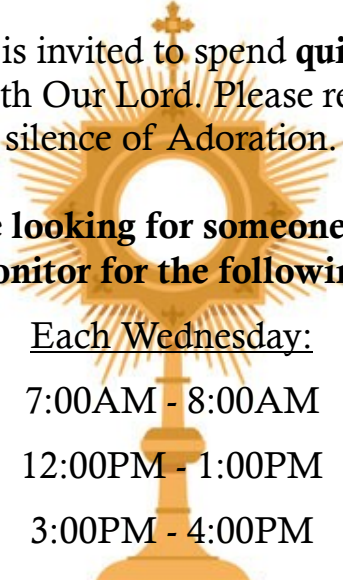 is invited to spend qui
th Our Lord. Please re
silence of Adoration.
looking for someone
onitor for the followin
Each Wednesday:
7:00AM - 8:00AM
12:00PM - 1:00PM
3:00PM - 4:00PM